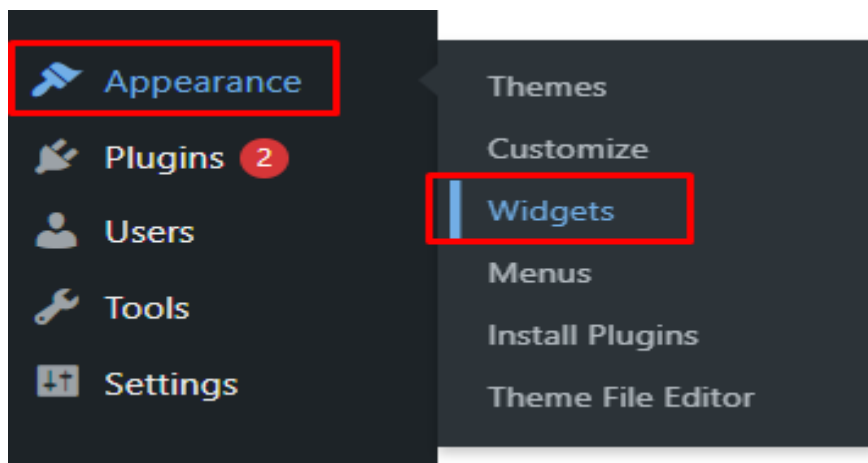 Appearance
Plugins 2
Users
Tools
Settings
Themes
Customize
Widgets
Menus
Install Plugins
Theme File Editor